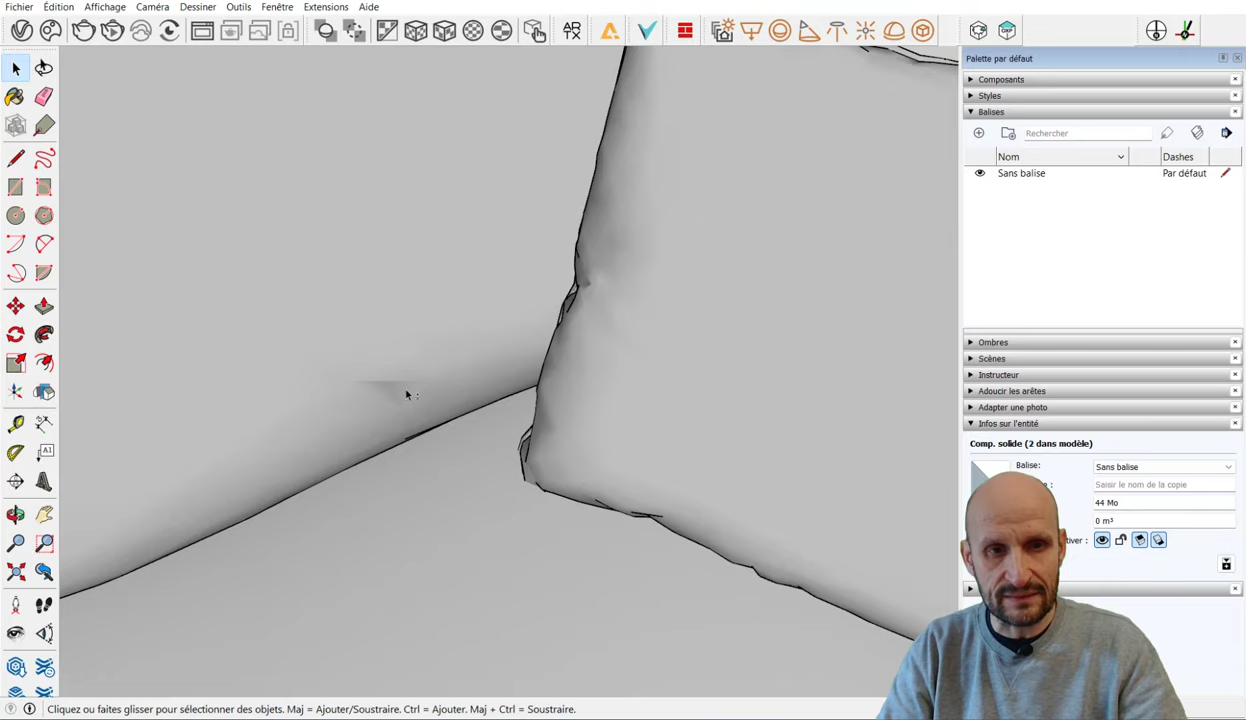 Fichier Édition Affichage Caméra Dessiner Outils Fenêtre Extensions Aide
AR
Palette par défaut
Composants
Styles
Balises
Rechercher
Nom Dashes
Sans balise Par défaut
Ombres
Scènes
Instructeur
Adoucir les arêtes
Adapter une photo
Infos sur l'entité
Comp. solide (2 dans modèle)
Balise: Sans balise
Saisir le nom de la copie
44 Mo
0 m³
A1
Cliquez ou faites glisser pour sélectionner des objets. Maj = Ajouter/Soustraire. Ctrl = Ajouter. Maj + Ctrl = Soustraire.